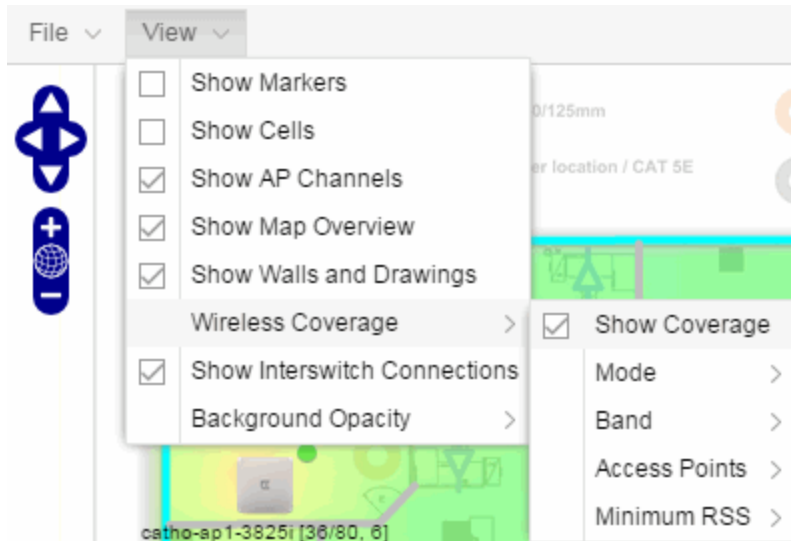 File View
Show Markers
Show Cells
Show AP Channels
Show Map Overview
Show Walls and Drawings
Wireless Coverage
Show Interswitch Connections
Background Opacity
Show Coverage
Mode
Band
Access Points
Minimum RSS
0/125mm
er location / CAT 5E
catho-ap1-3825i [36/80, 6]